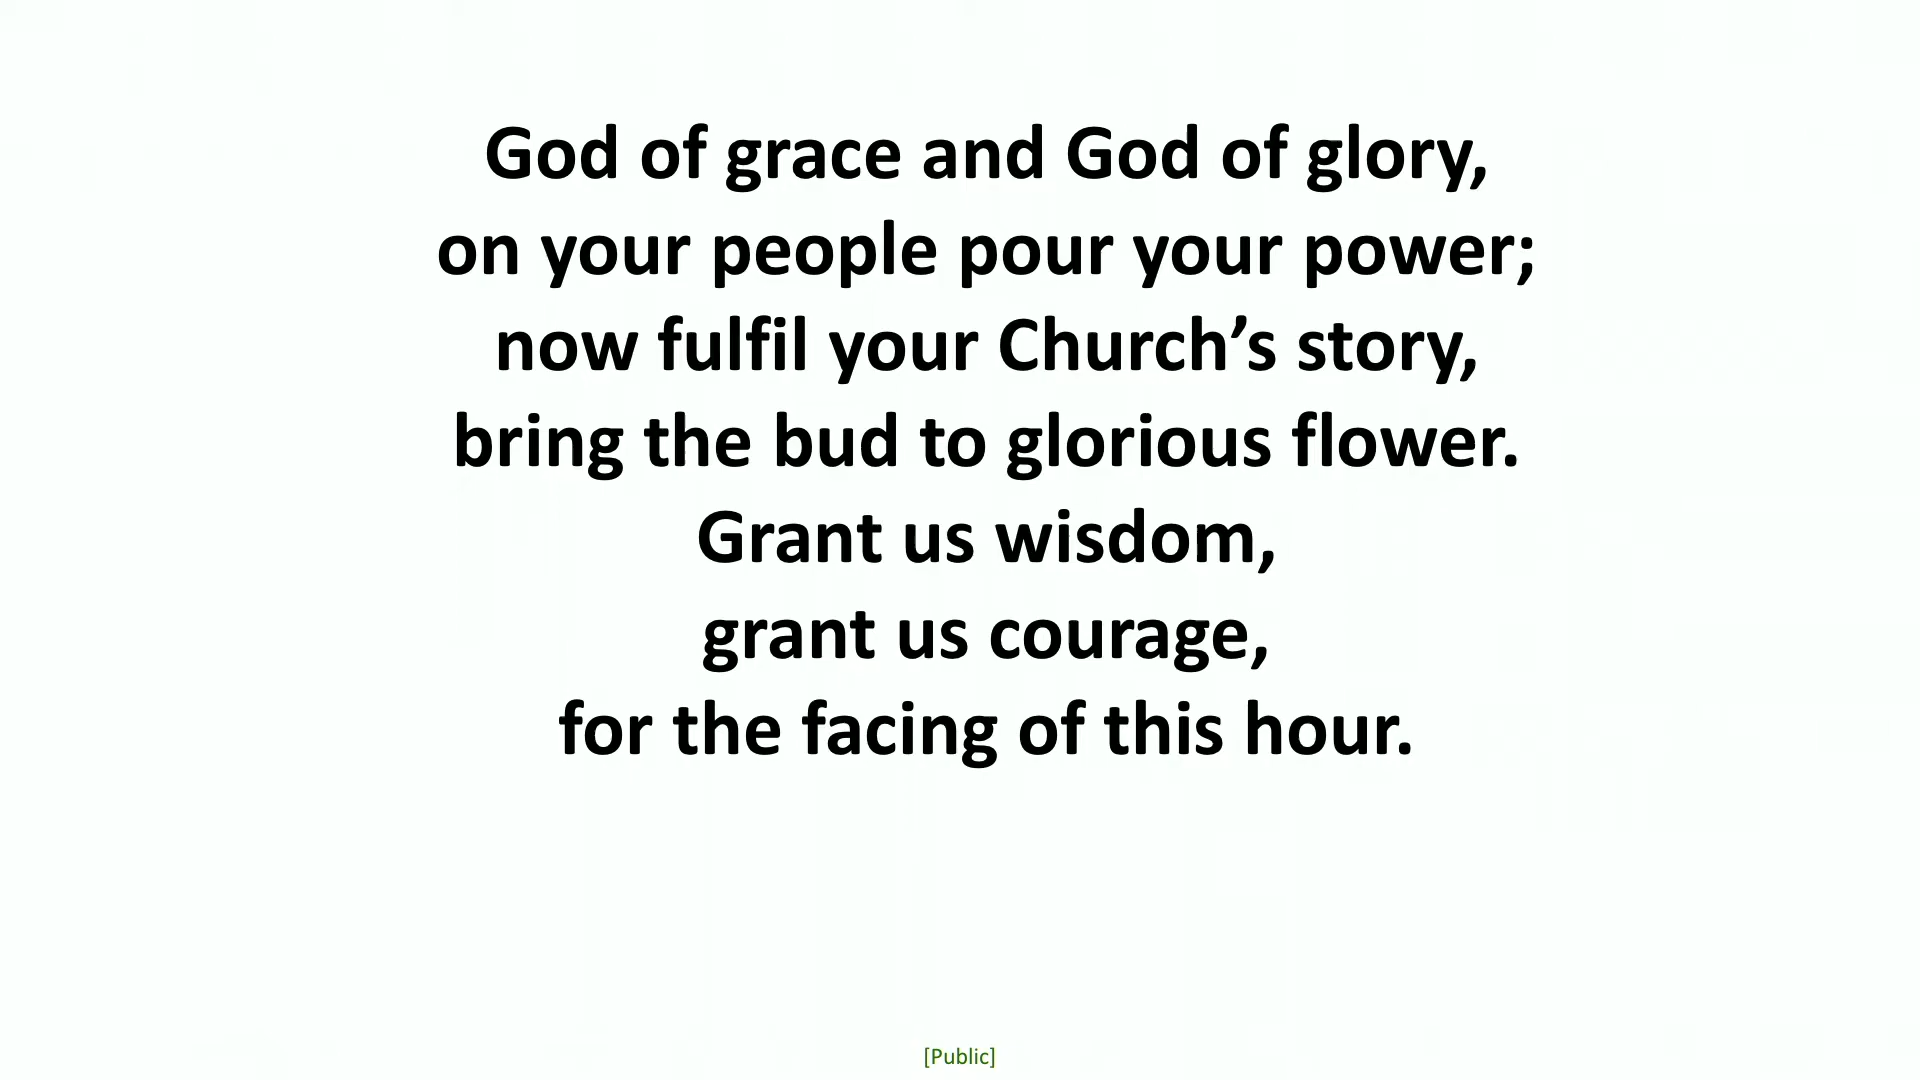 God of grace and God of glory,
on your people pour your power;
now fulfil your Church’s story,
bring the bud to glorious flower.
Grant us wisdom,
grant us courage,
for the facing of this hour.
[Public]